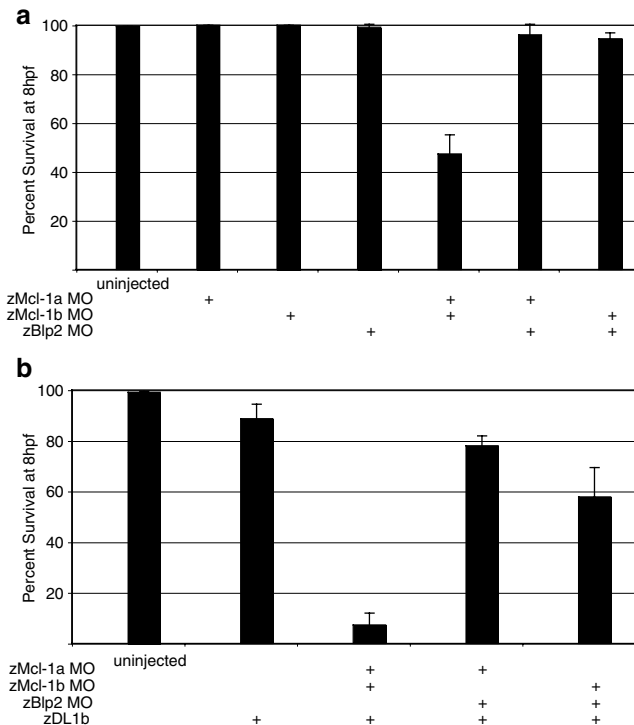 a
Percent Survival at 8hpf
100
80
60
40
20
uninjected
zMcl-1a MO + + +
zMcl-1b MO + + +
zBlp2 MO + + +
b
Percent Survival at 8hpf
100
80
60
40
20
uninjected
zMcl-1a MO + +
zMcl-1b MO + +
zBlp2 MO + +
zDL1b + + + +